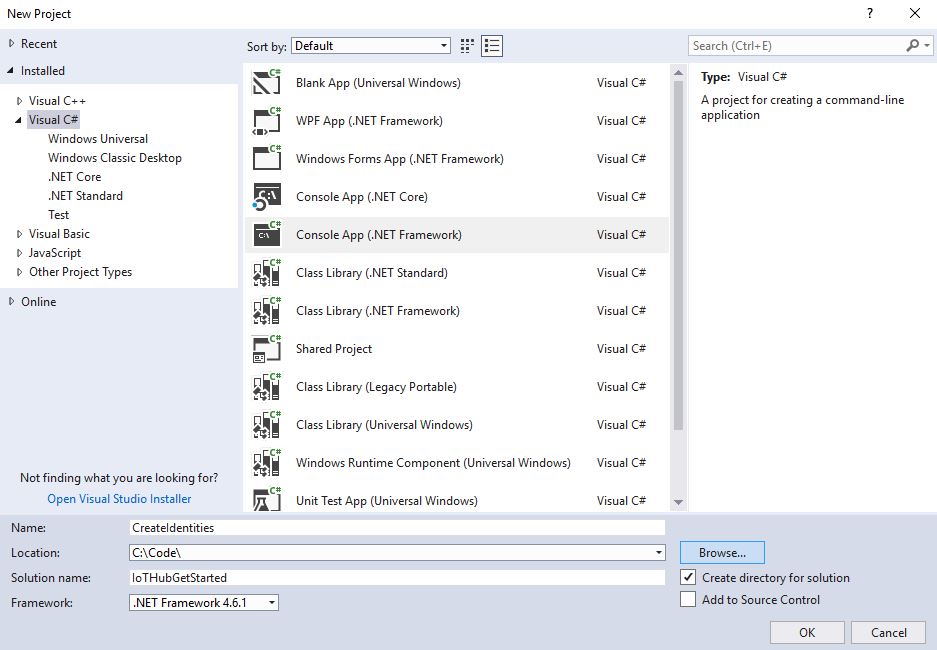 New Project
?
Recent
Sort by: Default
Search (Ctrl+E)
Installed
Visual C++
Visual C#
Windows Universal
Windows Classic Desktop
.NET Core
.NET Standard
Test
Visual Basic
JavaScript
Other Project Types
Online
Not finding what you are looking for?
Open Visual Studio Installer
C# Blank App (Universal Windows) Visual C#
C# WPF App (.NET Framework) Visual C#
C# Windows Forms App (.NET Framework) Visual C#
C# C:\ Console App (.NET Core) Visual C#
C# C:\ Console App (.NET Framework) Visual C#
C# Class Library (.NET Standard) Visual C#
C# Class Library (.NET Framework) Visual C#
C# Shared Project Visual C#
C# Class Library (Legacy Portable) Visual C#
C# Class Library (Universal Windows) Visual C#
C# Windows Runtime Component (Universal Windows) Visual C#
C# Unit Test App (Universal Windows) Visual C#
Type: Visual C#
A project for creating a command-line
application
Name: CreateIdentities
Location: C:\Code\
Browse...
Solution name: IoTHubGetStarted
Create directory for solution
Framework: .NET Framework 4.6.1
Add to Source Control
OK
Cancel